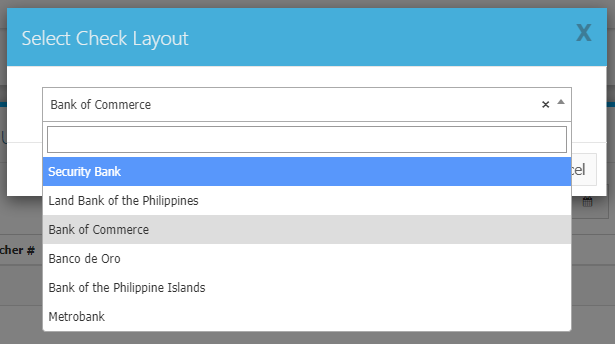 Select Check Layout
X
Bank of Commerce
×
Security Bank
Land Bank of the Philippines
cel
Bank of Commerce
cher #
Banco de Oro
Bank of the Philippine Islands
Metrobank